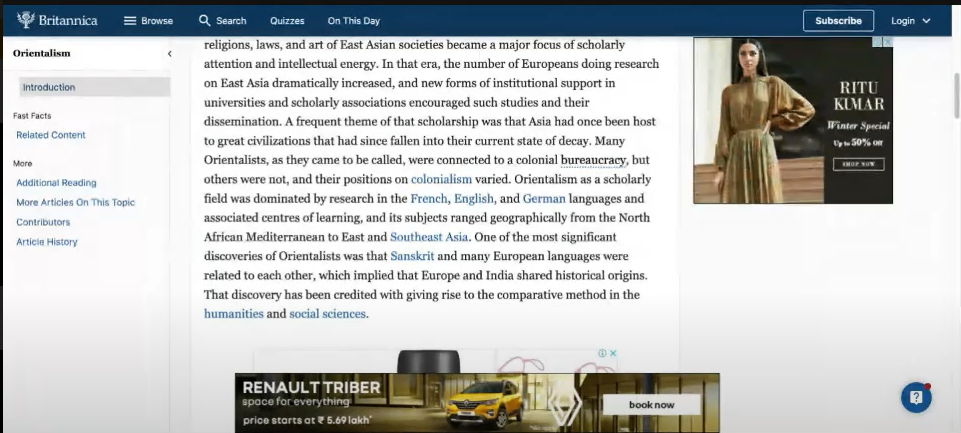 Britannica
Browse
Search
Quizzes
On This Day
Subscribe
Login
Orientalism
Introduction
Fast Facts
Related Content
More
Additional Reading
More Articles On This Topic
Contributors
Article History
religions, laws, and art of East Asian societies became a major focus of scholarly
attention and intellectual energy. In that era, the number of Europeans doing research
on East Asia dramatically increased, and new forms of institutional support in
universities and scholarly associations encouraged such studies and their
dissemination. A frequent theme of that scholarship was that Asia had once been host
to great civilizations that had since fallen into their current state of decay. Many
Orientalists, as they came to be called, were connected to a colonial bureaucracy, but
others were not, and their positions on colonialism varied. Orientalism as a scholarly
field was dominated by research in the French, English, and German languages and
associated centres of learning, and its subjects ranged geographically from the North
African Mediterranean to East and Southeast Asia. One of the most significant
discoveries of Orientalists was that Sanskrit and many European languages were
related to each other, which implied that Europe and India shared historical origins.
That discovery has been credited with giving rise to the comparative method in the
humanities and social sciences.
RITU
KUMAR
Winter Special
Up to 50% off
SHOP NOW
RENAULT TRIBER
space for everything
price starts at ₹ 5.69 lakh*
book now